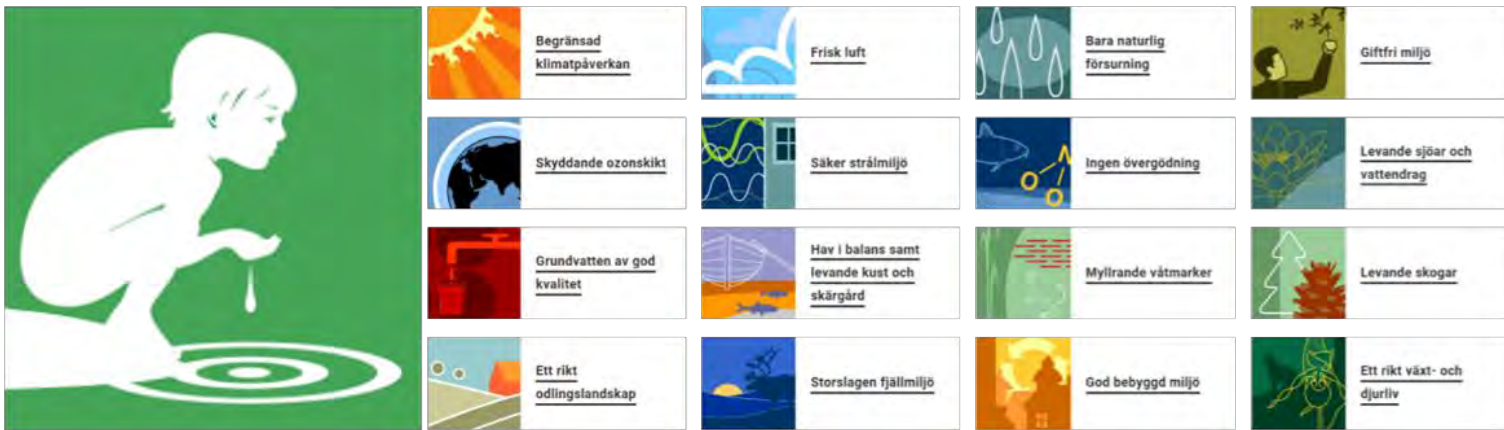 Begränsad
klimatpåverkan
Frisk luft
Bara naturlig
försurning
Giftfri miljö
Skyddande ozonskikt
Säker strålmiljö
Ingen övergödning
N
O
O
Levande sjöar och
vattendrag
Grundvatten av god
kvalitet
Hav i balans samt
levande kust och
skärgård
Myllrande våtmarker
Levande skogar
Ett rikt
odlingslandskap
Storslagen fjällmiljö
God bebyggd miljö
Ett rikt växt- och
djurliv